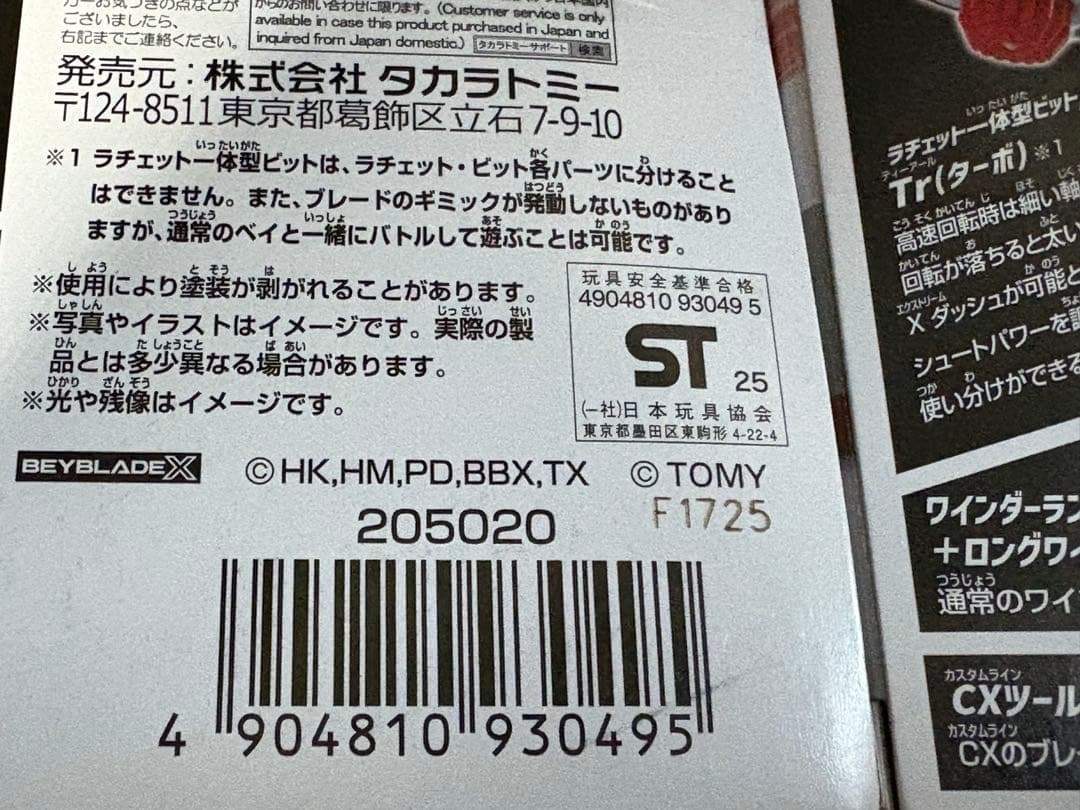 カーお気づきの点などが
ございましたら、
右記までご連絡ください。
からのお問い合わせに限ります。(Customer service is only
available in case this product purchased in Japan and
inquired from Japan domestic.) タカラトミーサポート 検索
発売元：株式会社 タカラトミー
〒124-8511東京都葛飾区立石7-9-10
※1 ラチェット一体型ビットは、ラチェット・ビット各パーツに分けること
はできません。また、ブレードのギミックが発動しないものがあり
ますが、通常のベイと一緒にバトルして遊ぶことは可能です。
※使用により塗装が剥がれることがあります。
※写真やイラストはイメージです。実際の製
品とは多少異なる場合があります。
※光や残像はイメージです。
玩具安全基準合格
4904810 93049 5
ST 25
(一社)日本玩具協会
東京都墨田区東駒形 4-22-4
BEYBLADE X
©HK,HM,PD,BBX,TX © TOMY
205020
F1725
4 904810 930495
ラチェット一体型ビット
ティーアール
Tr(ターボ)※1
高速回転時は細い軸
回転が落ちると太い
X ダッシュが可能と
シュートパワーを
使い分けができる
ワインダーラン
＋ロングワイ
通常のワイ
カスタムライン
CXツール
カスタムライン
CXのブレ